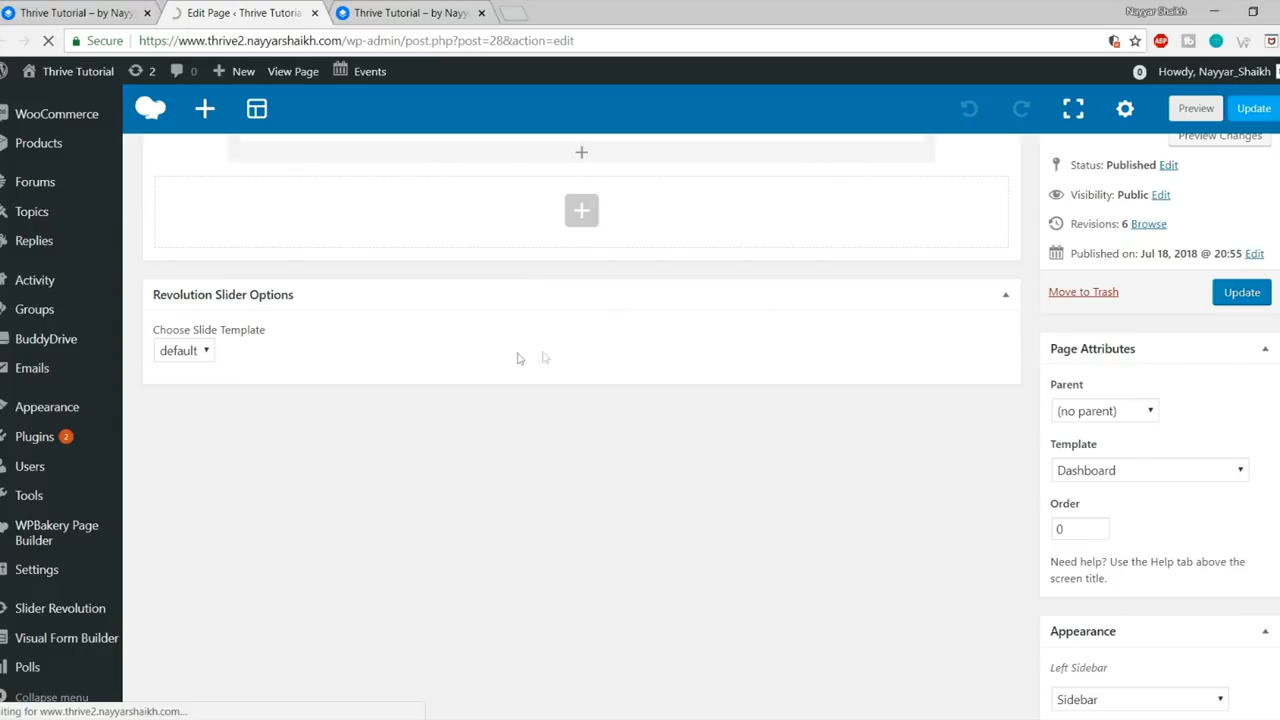 Thrive Tutorial – by Nayy
Edit Page ‹ Thrive Tutoria
Thrive Tutorial – by Nayy
Nayyar Shaikh
Secure
https://www.thrive2.nayyarshaikh.com/wp-admin/post.php?post=28&action=edit
Thrive Tutorial
2
0
New
View Page
Events
0
Howdy, Nayyar_Shaikh
WooCommerce
Products
Forums
Topics
Replies
Activity
Groups
BuddyDrive
Emails
Appearance
Plugins 2
Users
Tools
WPBakery Page
Builder
Settings
Slider Revolution
Visual Form Builder
Polls
Collapse menu
iting for www.thrive2.nayyarshaikh.com...
Preview
Update
Revolution Slider Options
Choose Slide Template
default
Preview Changes
Status: Published Edit
Visibility: Public Edit
Revisions: 6 Browse
Published on: Jul 18, 2018 @ 20:55 Edit
Move to Trash
Update
Page Attributes
Parent
(no parent)
Template
Dashboard
Order
0
Need help? Use the Help tab above the
screen title.
Appearance
Left Sidebar
Sidebar